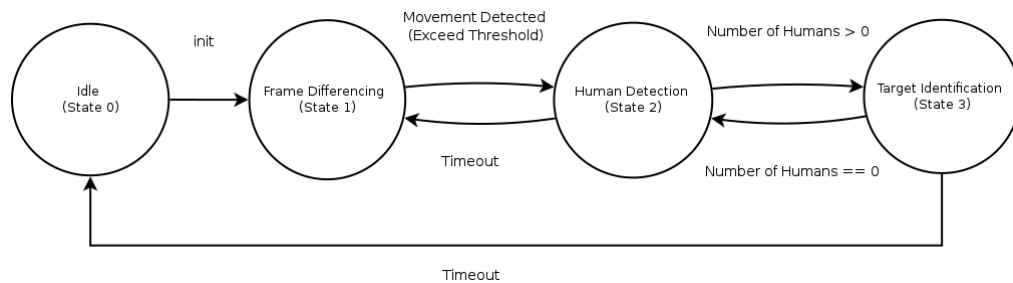 init
Movement Detected
(Exceed Threshold)
Number of Humans > 0
Idle
(State 0)
Frame Differencing
(State 1)
Human Detection
(State 2)
Target Identification
(State 3)
Timeout
Number of Humans == 0
Timeout